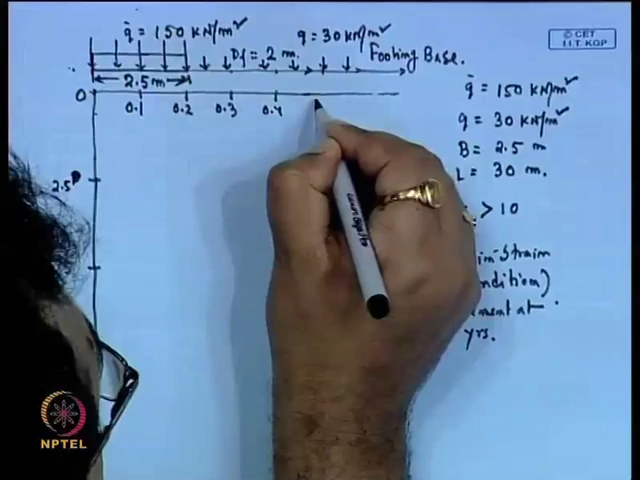 q̄ = 150 KN/m² q = 30 KN/m²
Df = 2 m. Footing Base.
2.5 m
0 0.1 0.2 0.3 0.4
2.5
© CET
I.I.T. KGP
q̄ = 150 KN/m²
q = 30 KN/m²
B = 2.5 m
L = 30 m.
> 10
-Strain
ndition)
ment at
yrs.
NPTEL